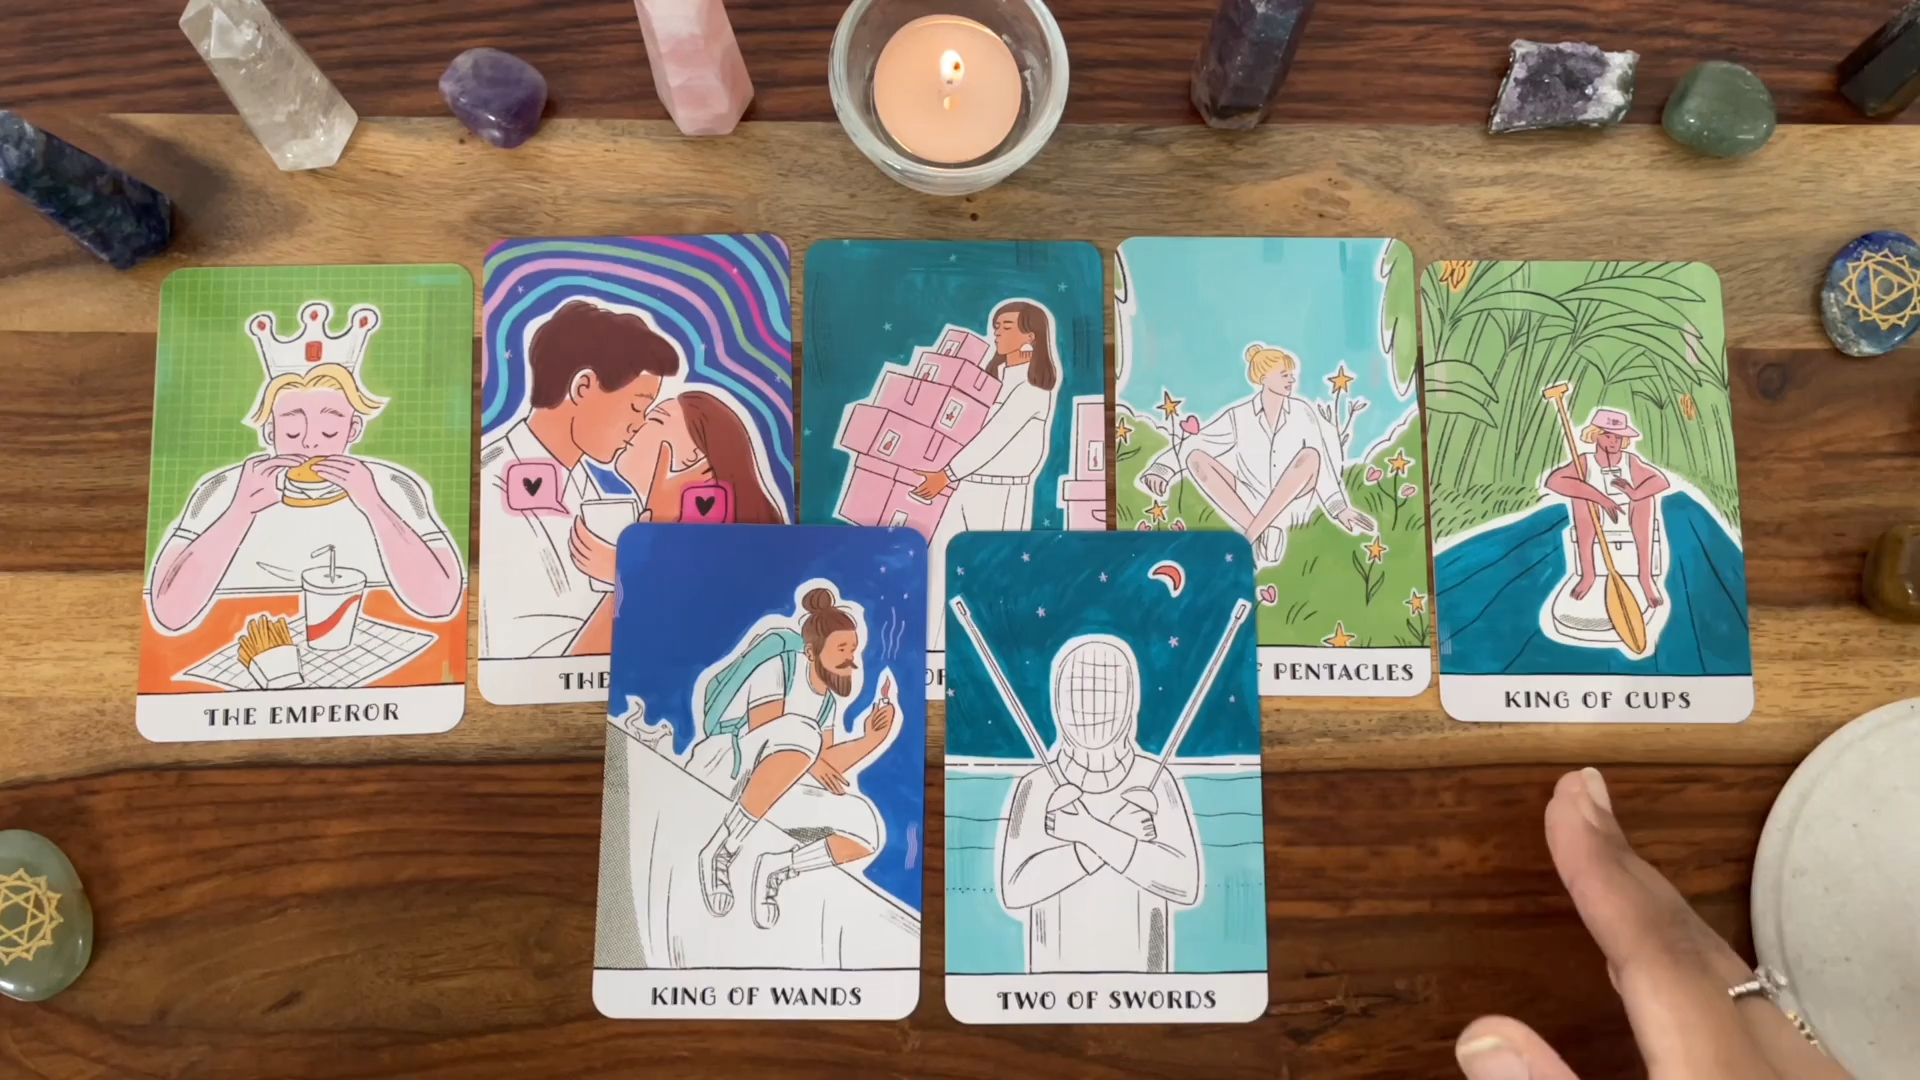 THE EMPEROR
THE
PENTACLES
KING OF CUPS
KING OF WANDS
TWO OF SWORDS